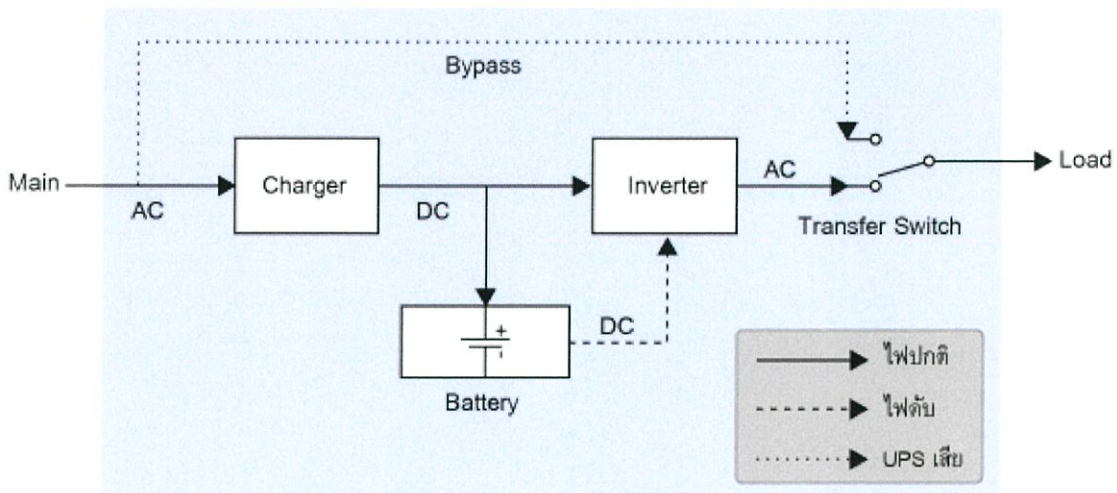 Bypass
Main
AC
Charger
DC
Inverter
AC
Load
Transfer Switch
+
-
DC
Battery
ไฟปกติ
ไฟดับ
UPS เสีย